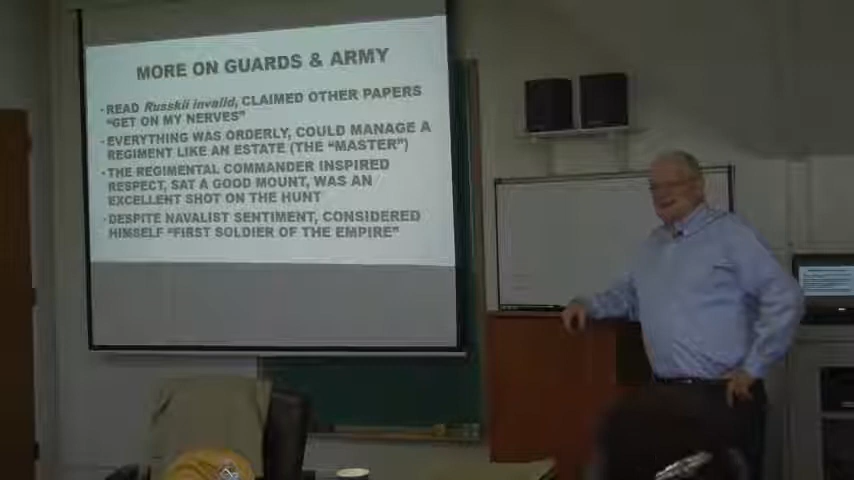 MORE ON GUARDS & ARMY
• READ Russkii invalid, CLAIMED OTHER PAPERS
"GET ON MY NERVES"
• EVERYTHING WAS ORDERLY, COULD MANAGE A
REGIMENT LIKE AN ESTATE (THE "MASTER")
• THE REGIMENTAL COMMANDER INSPIRED
RESPECT, SAT A GOOD MOUNT, WAS AN
EXCELLENT SHOT ON THE HUNT
• DESPITE NAVALIST SENTIMENT, CONSIDERED
HIMSELF "FIRST SOLDIER OF THE EMPIRE"